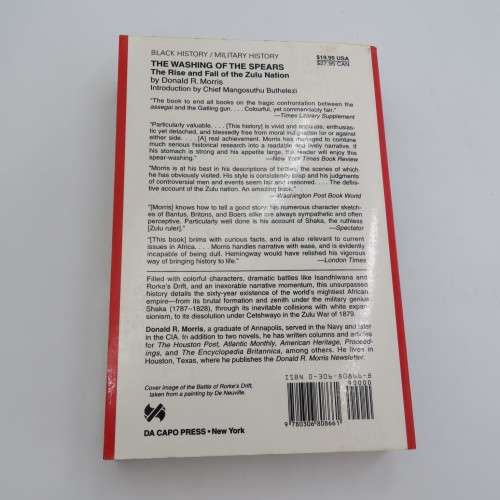 BLACK HISTORY / MILITARY HISTORY
$19.95 USA
$27.95 CAN
THE WASHING OF THE SPEARS
The Rise and Fall of the Zulu Nation
by Donald R. Morris
Introduction by Chief Mangosuthu Buthelezi
"The book to end all books on the tragic confrontation between the
assegai and the Gatling gun. . . . Colourful, yet commendably fair."
—Times Literary Supplement
"Particularly valuable. . . . [This history] is vivid and accurate, enthusias-
tic yet detached, and blessedly free from moral indignation for or against
either side. . . . [A] real achievement. Morris has managed to combine
much serious historical research into a readable and lively narrative. If
his stomach is strong and his appetite large, the reader will enjoy this
spear-washing."
—New York Times Book Review
"Morris is at his best in his descriptions of battles, the scenes of which
he has obviously visited. His style is consistently crisp and his judgments
of controversial men and events seem fair and reasoned. . . . The defini-
tive account of the Zulu nation. An amazing book."
—Washington Post Book World
"[Morris] knows how to tell a good story; his numerous character sketch-
es of Bantus, Britons, and Boers alike are always sympathetic and often
perceptive. Particularly well done is his account of Shaka, the ruthless
[Zulu ruler]."
—Spectator
"[This book] brims with curious facts, and is also relevant to current
issues in Africa. . . . Morris handles narrative with ease, and is evidently
incapable of being dull. Hemingway would have relished his vigorous
way of bringing history to life."
—London Times
Filled with colorful characters, dramatic battles like Isandhlwana and
Rorke's Drift, and an inexorable narrative momentum, this unsurpassed
history details the sixty-year existence of the world's mightiest African
empire—from its brutal formation and zenith under the military genius
Shaka (1787–1828), through its inevitable collisions with white expan-
sionism, to its dissolution under Cetshwayo in the Zulu War of 1879.
Donald R. Morris, a graduate of Annapolis, served in the Navy and later
in the CIA. In addition to two novels, he has written columns and articles
for The Houston Post, Atlantic Monthly, American Heritage, Proceed-
ings, and The Encyclopedia Britannica, among others. He lives in
Houston, Texas, where he publishes the Donald R. Morris Newsletter.
Cover image of the Battle of Rorke's Drift,
taken from a painting by De Neuville.
DA CAPO PRESS • New York
ISBN 0-306-80866-8
90000
9 780306 808661